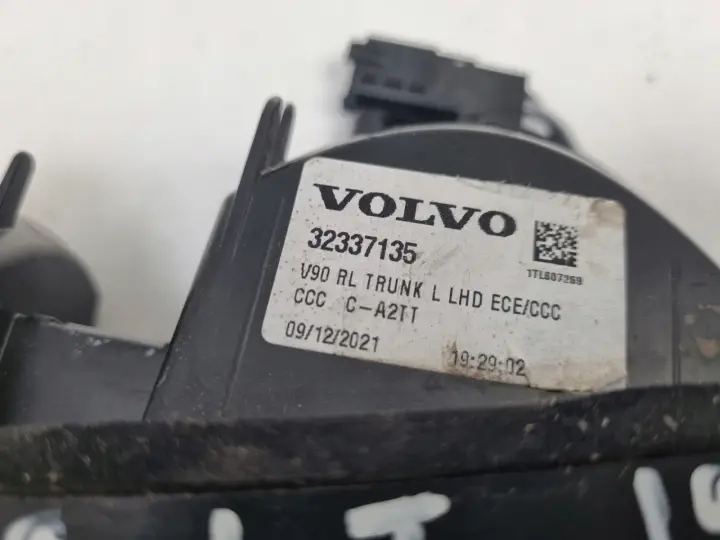 VOLVO
32337135
1TL607269
V90 RL TRUNK L LHD ECE/CCC
CCC C-A2TT
09/12/2021 19:29:02